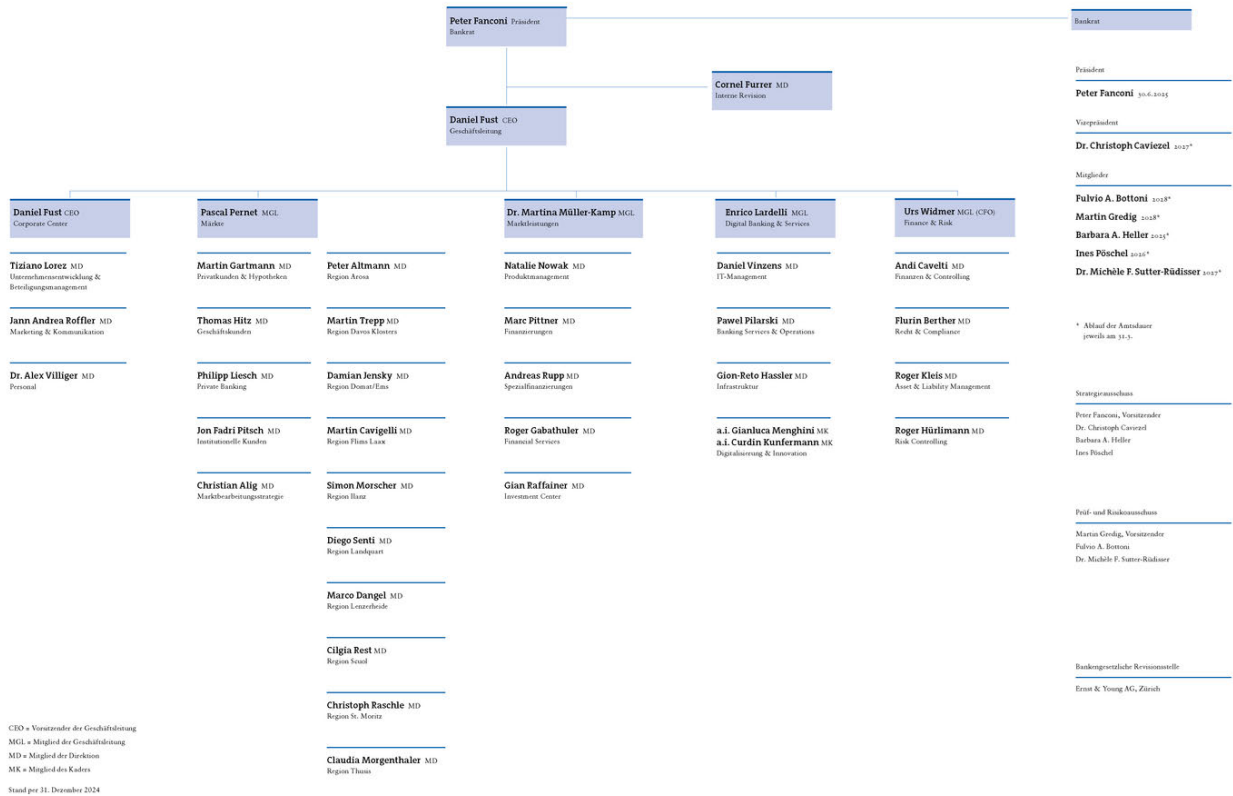 Peter Fanconi Präsident
Bankrat
Bankrat
Cornel Furrer MD
Interne Revision
Daniel Fust CEO
Geschäftsleitung
Daniel Fust CEO
Corporate Center
Tiziano Lorez MD
Unternehmensentwicklung &
Beteiligungsmanagement
Jann Andrea Roffler MD
Marketing & Kommunikation
Dr. Alex Villiger MD
Personal
Pascal Pernet MGL
Märkte
Martin Gartmann MD
Privatkunden & Hypotheken
Thomas Hitz MD
Geschäftskunden
Philipp Liesch MD
Private Banking
Jon Fadri Pitsch MD
Institutionelle Kunden
Christian Alig MD
Marktbearbeitungsstrategie
Peter Altmann MD
Region Arosa
Martin Trepp MD
Region Davos Klosters
Damian Jensky MD
Region Domat/Ems
Martin Cavigelli MD
Region Flims Laax
Simon Morscher MD
Region Ilanz
Diego Senti MD
Region Landquart
Marco Dangel MD
Region Lenzerheide
Cilgia Rest MD
Region Scuol
Christoph Raschle MD
Region St. Moritz
Claudia Morgenthaler MD
Region Thusis
Dr. Martina Müller-Kamp MGL
Marktleistungen
Natalie Nowak MD
Produktmanagement
Marc Pittner MD
Finanzierungen
Andreas Rupp MD
Spezialfinanzierungen
Roger Gabathuler MD
Financial Services
Gian Raffainer MD
Investment Center
Enrico Lardelli MGL
Digital Banking & Services
Daniel Vinzens MD
IT-Management
Pawel Pilarski MD
Banking Services & Operations
Gion-Reto Hassler MD
Infrastruktur
a.i. Gianluca Menghini MK
a.i. Curdin Kunfermann MK
Digitalisierung & Innovation
Urs Widmer MGL (CFO)
Finance & Risk
Andi Cavelti MD
Finanzen & Controlling
Flurin Berther MD
Recht & Compliance
Roger Kleis MD
Asset & Liability Management
Roger Hürlimann MD
Risk Controlling
Präsident
Peter Fanconi 30.6.2025
Vizepräsident
Dr. Christoph Caviezel 2027*
Mitglieder
Fulvio A. Bottoni 2028*
Martin Gredig 2028*
Barbara A. Heller 2025*
Ines Pöschel 2026*
Dr. Michèle F. Sutter-Rüdisser 2027*
* Ablauf der Amtsdauer
jeweils am 31.3.
Strategieausschuss
Peter Fanconi, Vorsitzender
Dr. Christoph Caviezel
Barbara A. Heller
Ines Pöschel
Prüf- und Risikoausschuss
Martin Gredig, Vorsitzender
Fulvio A. Bottoni
Dr. Michèle F. Sutter-Rüdisser
Bankengesetzliche Revisionsstelle
Ernst & Young AG, Zürich
CEO = Vorsitzender der Geschäftsleitung
MGL = Mitglied der Geschäftsleitung
MD = Mitglied der Direktion
MK = Mitglied des Kaders
Stand per 31. Dezember 2024